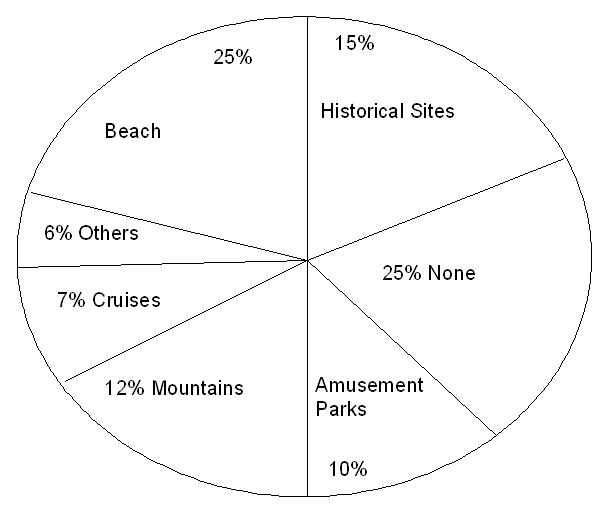 25%
15%
Historical Sites
Beach
6% Others
25% None
7% Cruises
12% Mountains
Amusement
Parks
10%